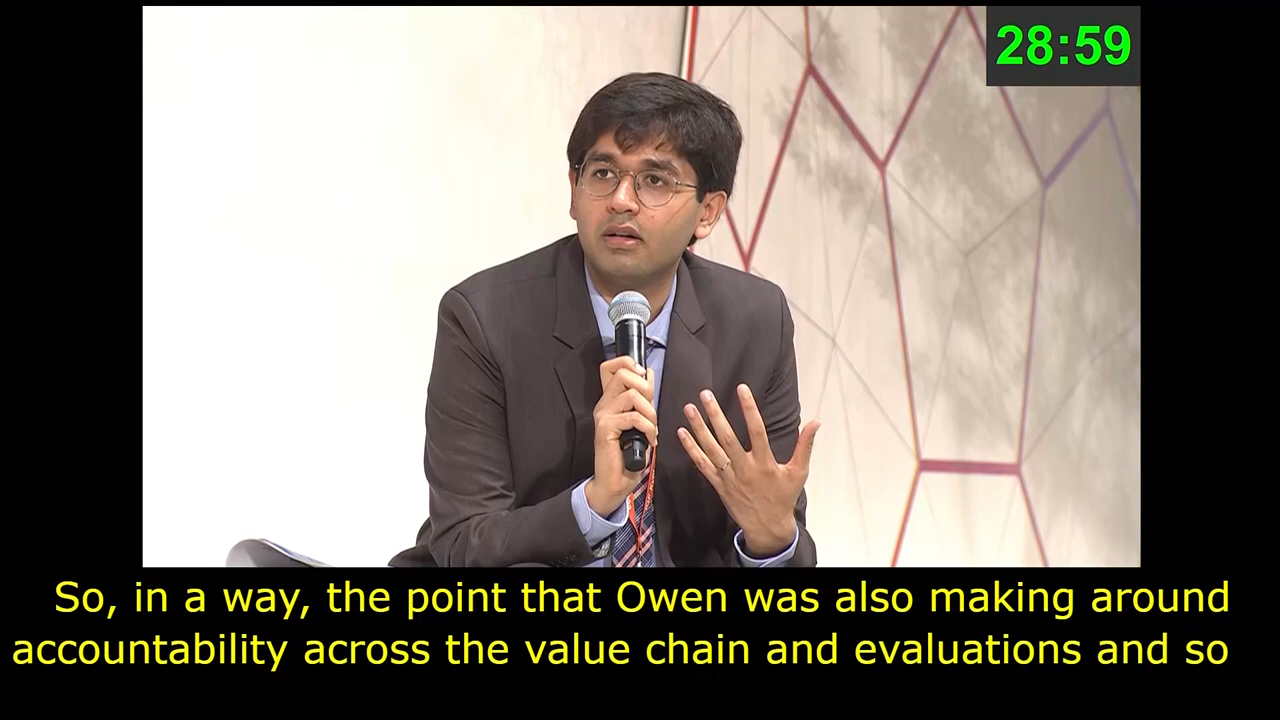 28:59
So, in a way, the point that Owen was also making around
accountability across the value chain and evaluations and so